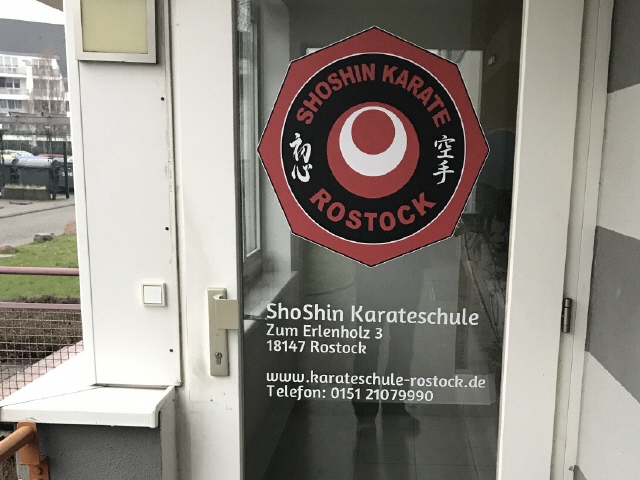 SHOSHIN KARATE
初心
空手
ROSTOCK
ShoShin Karateschule
Zum Erlenholz 3
18147 Rostock
www.karateschule-rostock.de
Telefon: 0151 21079990